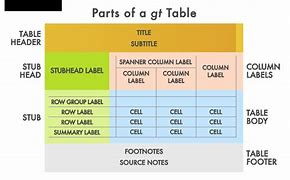 Parts of a gt Table
TABLE
HEADER
TITLE
SUBTITLE
STUB
HEAD
STUBHEAD LABEL
SPANNER COLUMN LABEL
COLUMN
LABEL
COLUMN
LABEL
COLUMN
LABEL
COLUMN
LABELS
STUB
ROW GROUP LABEL
ROW LABEL
CELL
CELL
CELL
ROW LABEL
CELL
CELL
CELL
SUMMARY LABEL
CELL
CELL
CELL
TABLE
BODY
FOOTNOTES
SOURCE NOTES
TABLE
FOOTER